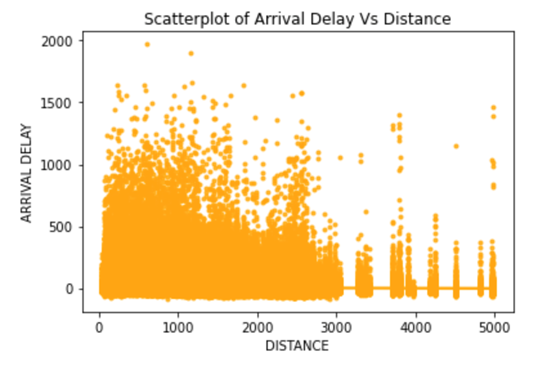 Scatterplot of Arrival Delay Vs Distance
2000
1500
1000
500
0
ARRIVAL DELAY
0 1000 2000 3000 4000 5000
DISTANCE